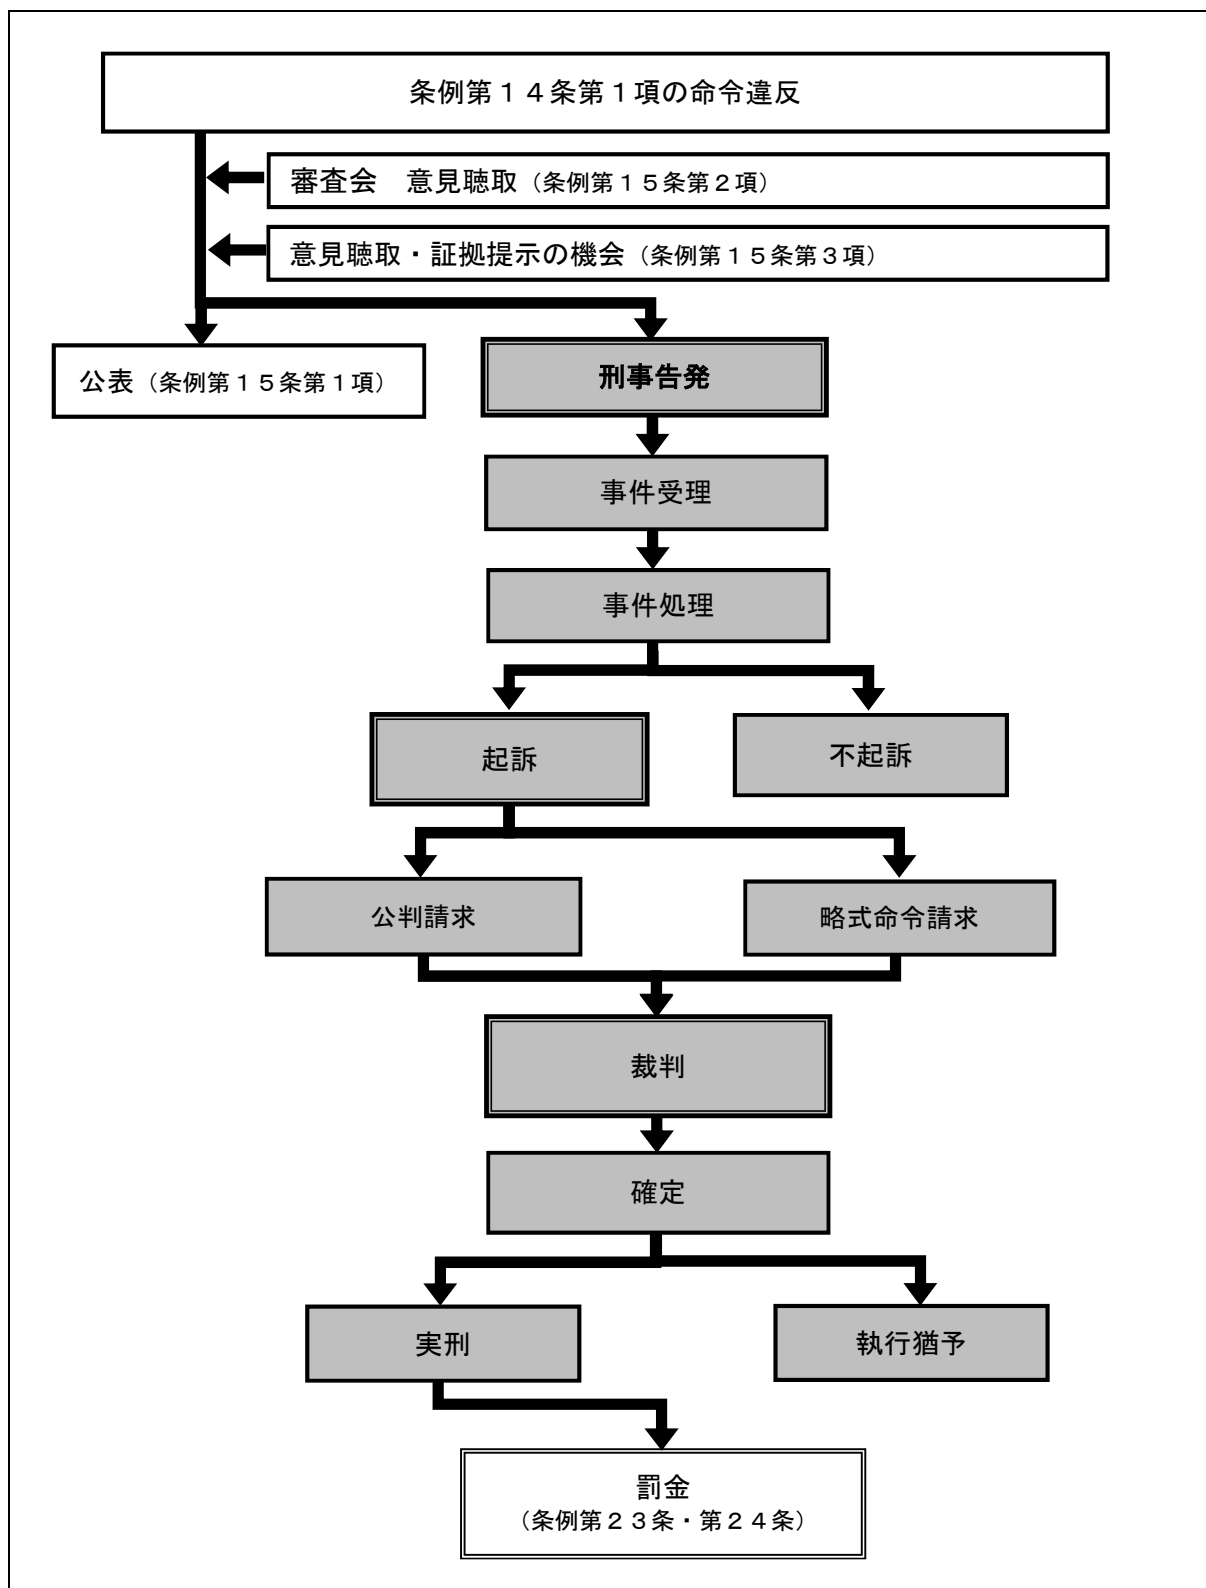 条例第１４条第１項の命令違反
審査会　意見聴取（条例第１５条第２項）
意見聴取・証拠提示の機会（条例第１５条第３項）
公表（条例第１５条第１項）
刑事告発
事件受理
事件処理
起訴
不起訴
公判請求
略式命令請求
裁判
確定
実刑
執行猶予
罰金
（条例第２３条・第２４条）